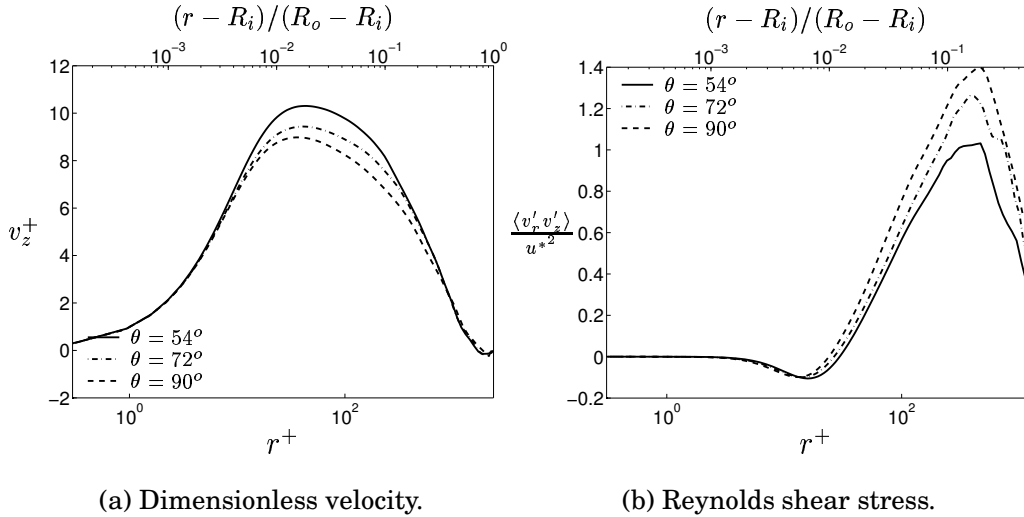 (r − R_i)/(R_o − R_i)
10^{-3} 10^{-2} 10^{-1} 10^0
12
10
8
6
4
2
0
−2
v_z^+
θ = 54^o
θ = 72^o
θ = 90^o
10^0 10^2
r^+
(a) Dimensionless velocity.
(r − R_i)/(R_o − R_i)
10^{-3} 10^{-2} 10^{-1}
1.4
1.2
1
0.8
0.6
0.4
0.2
0
−0.2
⟨v′_r v′_z⟩
u*^2
θ = 54^o
θ = 72^o
θ = 90^o
10^0 10^2
r^+
(b) Reynolds shear stress.